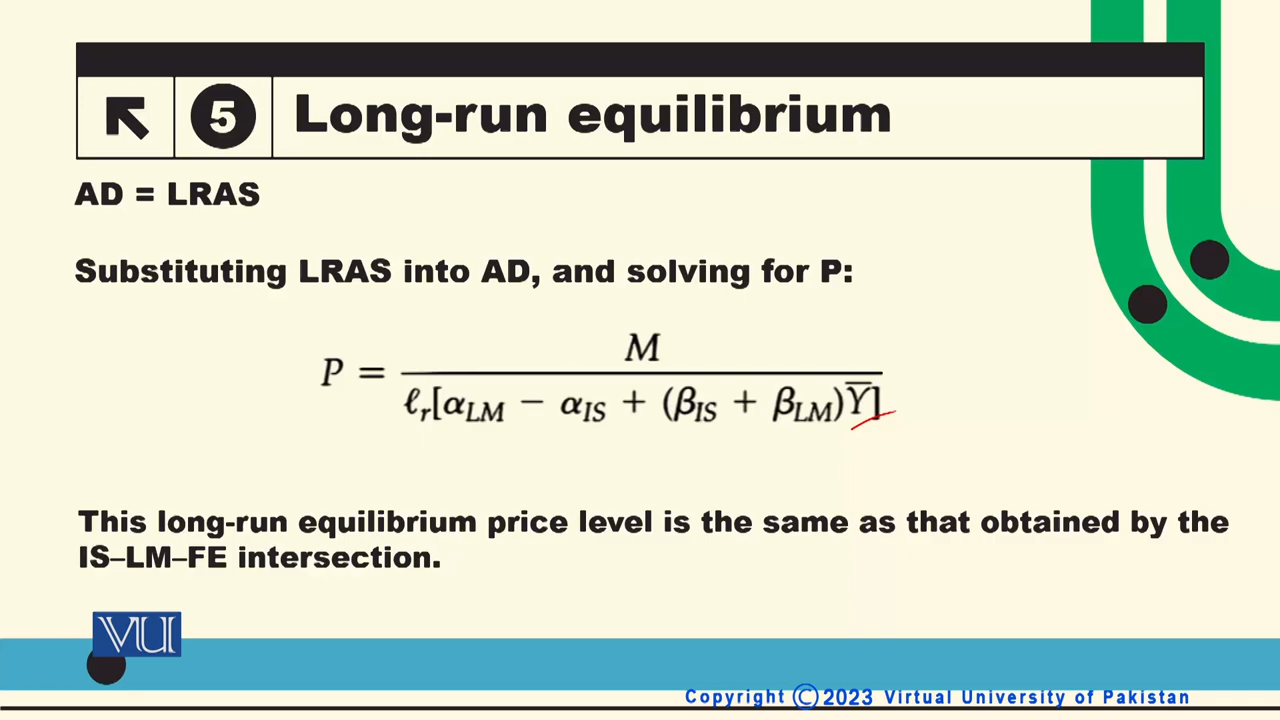 5 Long-run equilibrium
AD = LRAS
Substituting LRAS into AD, and solving for P:
P = M / ℓr[αLM − αIS + (βIS + βLM)Y̅]
This long-run equilibrium price level is the same as that obtained by the
IS–LM–FE intersection.
VU
Copyright © 2023 Virtual University of Pakistan